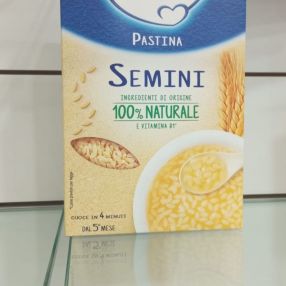 PASTINA
SEMINI
INGREDIENTI DI ORIGINE
100% NATURALE
E VITAMINA B1*
CUOCE IN 4 MINUTI
DAL 5° MESE